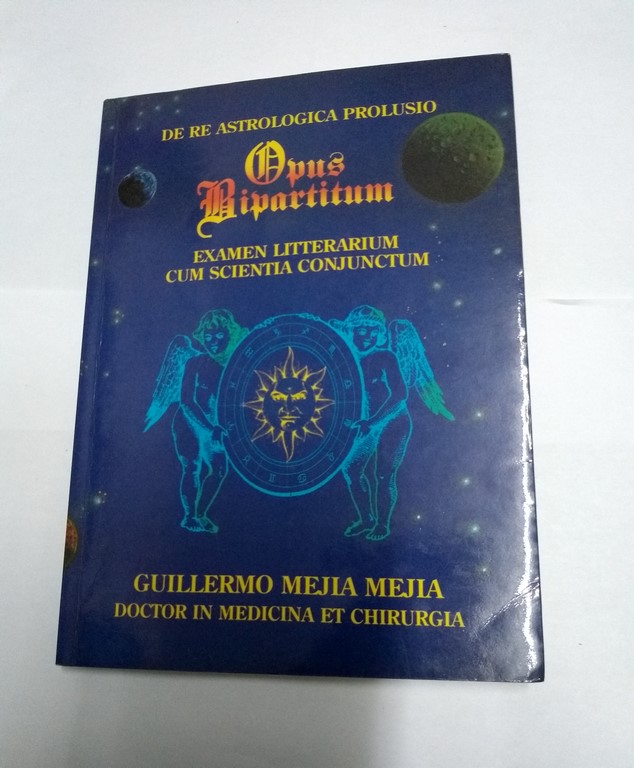 DE RE ASTROLOGICA PROLUSIO
Opus
Bipartitum
EXAMEN LITTERARIUM
CUM SCIENTIA CONJUNCTUM
GUILLERMO MEJIA MEJIA
DOCTOR IN MEDICINA ET CHIRURGIA